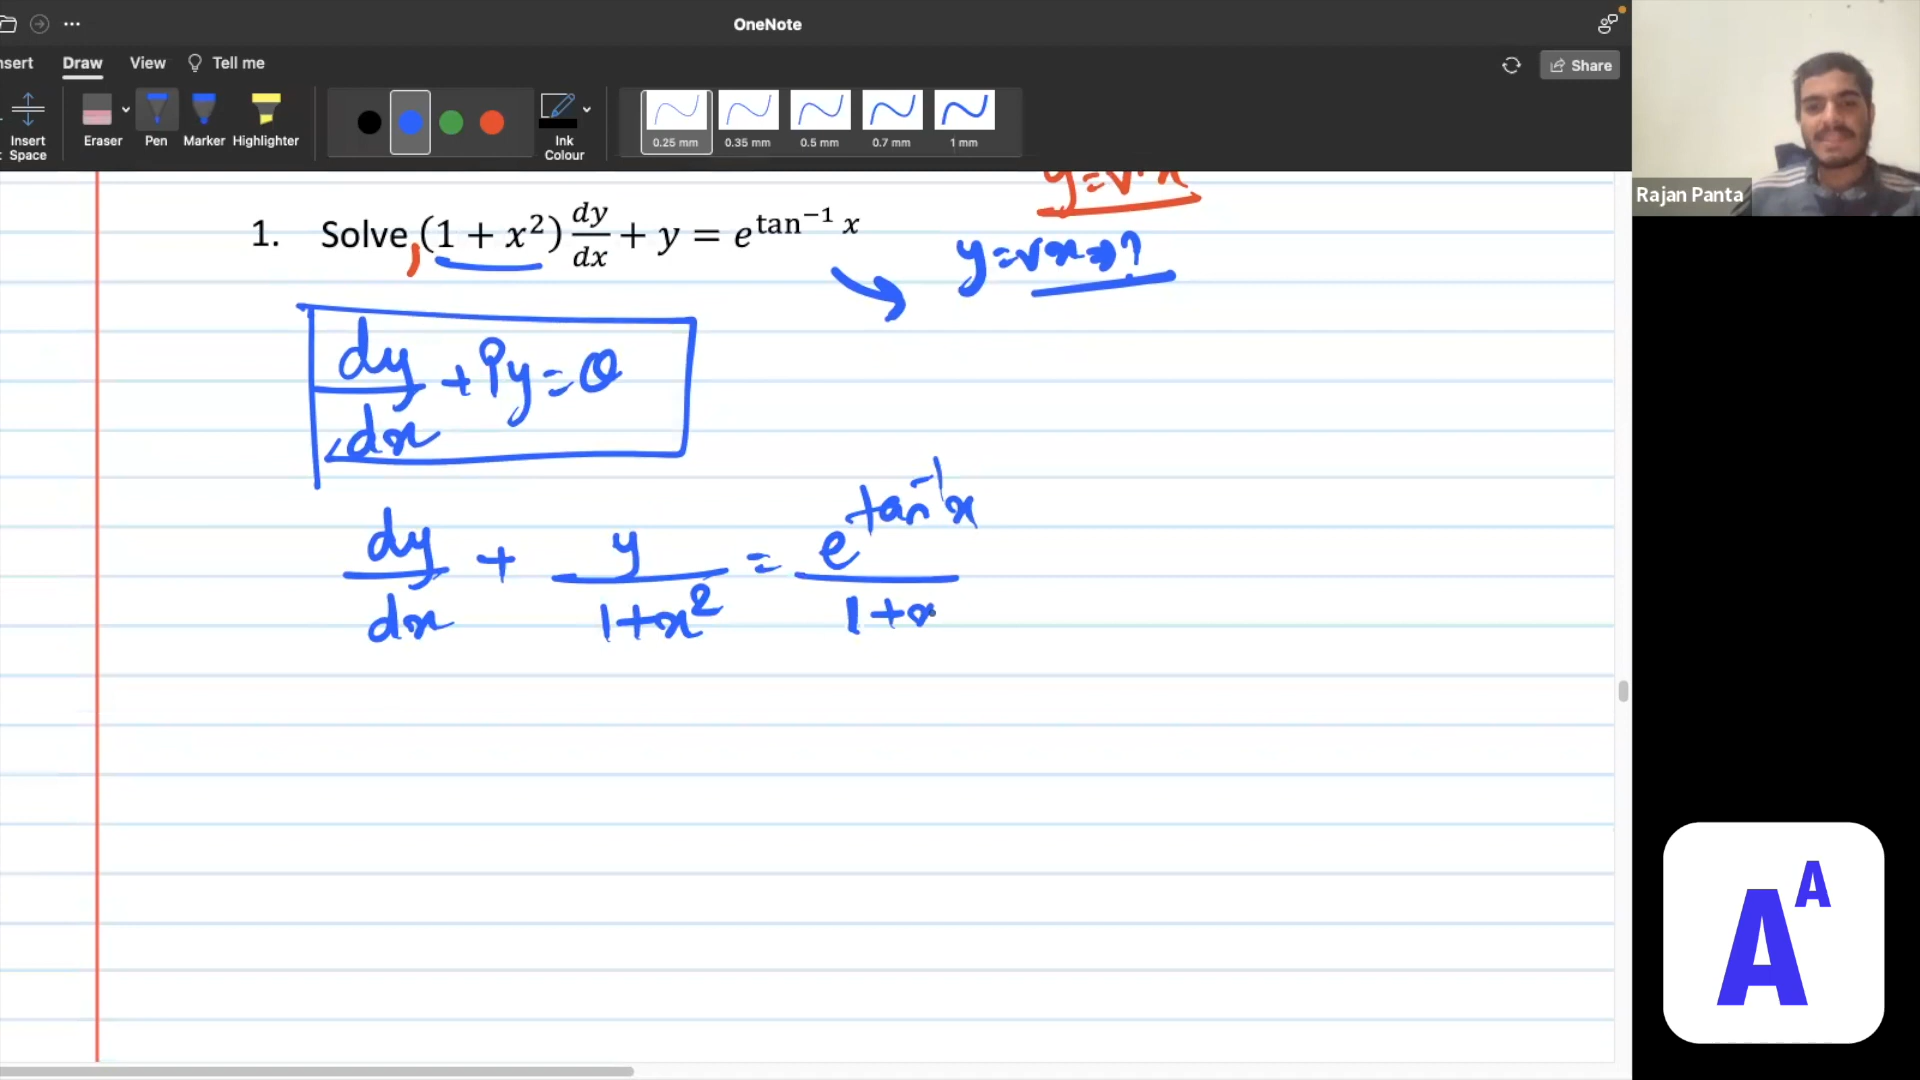 OneNote
nsert Draw View Tell me
Share
Insert Space
Eraser
Pen
Marker
Highlighter
Ink Colour
0.25 mm
0.35 mm
0.5 mm
0.7 mm
1 mm
Rajan Panta
1. Solve, (1 + x²) dy/dx + y = e^(tan⁻¹ x)
dy/dx + Py = Q
dy/dx + y/(1+x²) = e^(tan⁻¹x)/(1+x
A^A